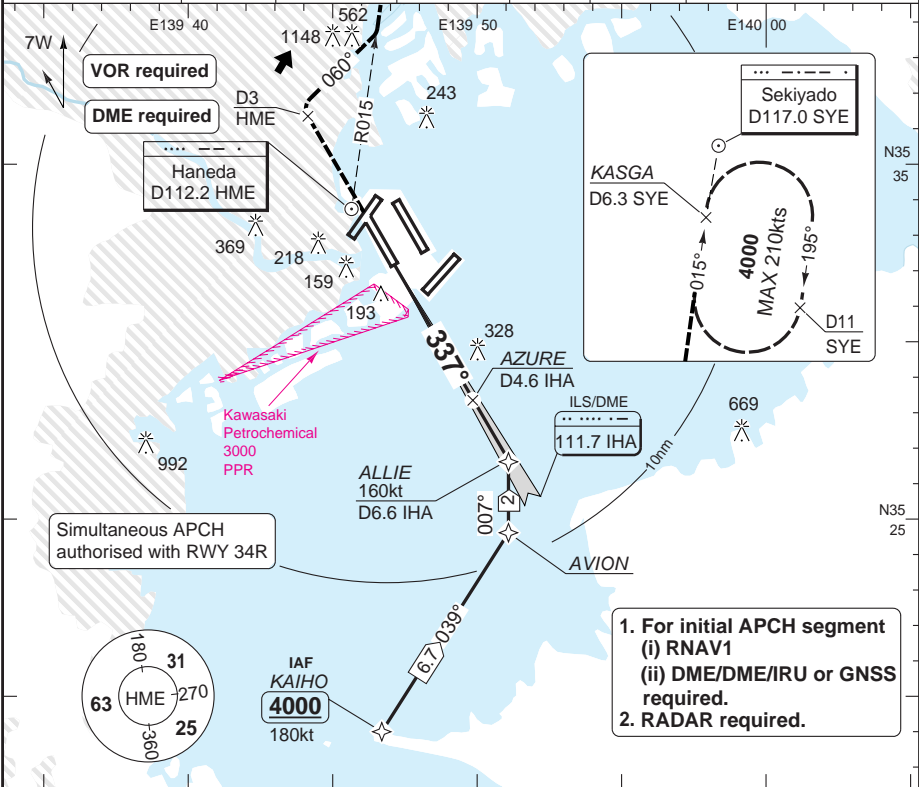 E139 40
562
E139 50
E140 00
7W
1148
VOR required
060°
DME required
D3
HME
R015
243
Sekiyado
D117.0 SYE
Haneda
D112.2 HME
KASGA
D6.3 SYE
N35
35
015°
4000
MAX 210kts
195°
D11
SYE
369
218
159
193
337°
328
AZURE
D4.6 IHA
ILS/DME
111.7 IHA
669
10nm
Kawasaki
Petrochemical
3000
PPR
992
ALLIE
160kt
D6.6 IHA
2
007°
N35
25
Simultaneous APCH
authorised with RWY 34R
AVION
039°
6.7
IAF
KAIHO
4000
180kt
180
31
63
HME
270
25
360
1. For initial APCH segment
(i) RNAV1
(ii) DME/DME/IRU or GNSS
required.
2. RADAR required.